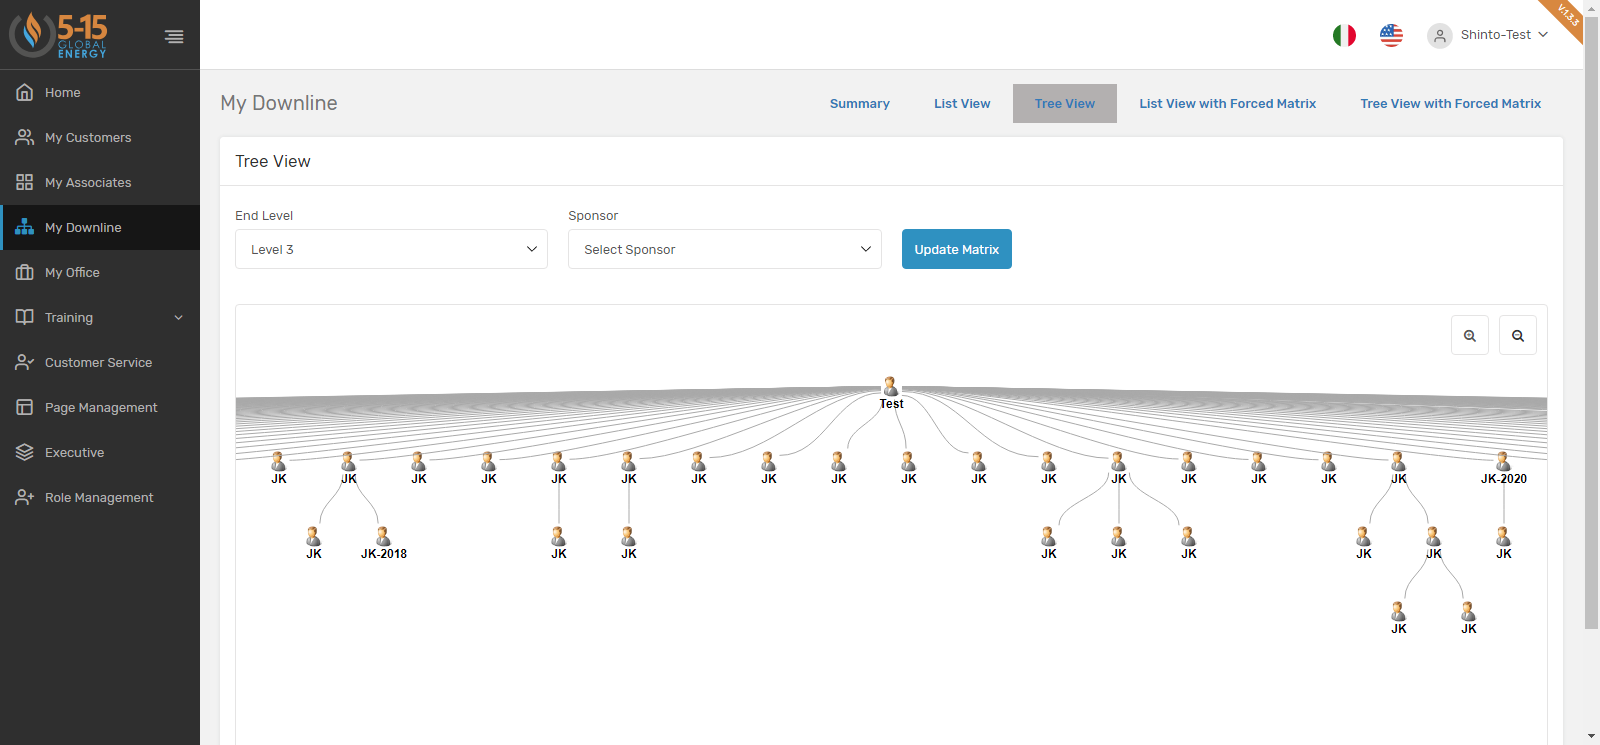 5-15
GLOBAL
ENERGY
Shinto-Test
V.1.3.3
Home
My Customers
My Associates
My Downline
My Office
Training
Customer Service
Page Management
Executive
Role Management
My Downline
Summary
List View
Tree View
List View with Forced Matrix
Tree View with Forced Matrix
Tree View
End Level
Sponsor
Level 3
Select Sponsor
Update Matrix
Test
JK JK JK JK JK JK JK JK JK JK JK JK JK JK JK JK JK JK-2020
JK JK-2018 JK JK JK JK JK JK JK JK
JK JK